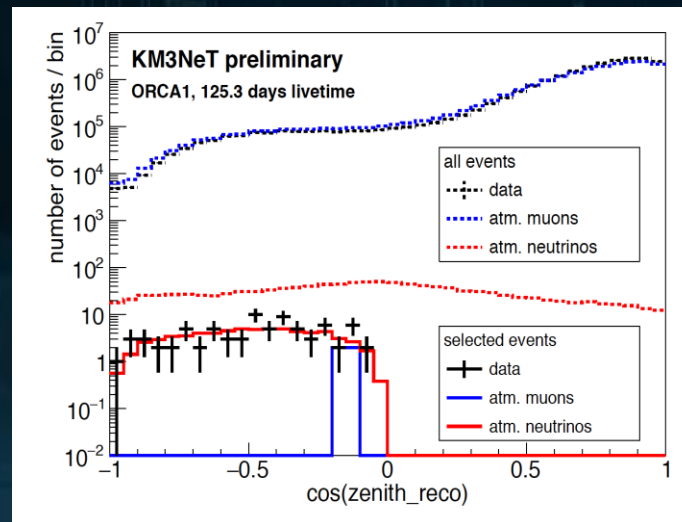 number of events / bin
10^7
10^6
10^5
10^4
10^3
10^2
10
1
10^−1
10^−2
KM3NeT preliminary
ORCA1, 125.3 days livetime
all events
data
atm. muons
atm. neutrinos
selected events
data
atm. muons
atm. neutrinos
−1 −0.5 0 0.5 1
cos(zenith_reco)